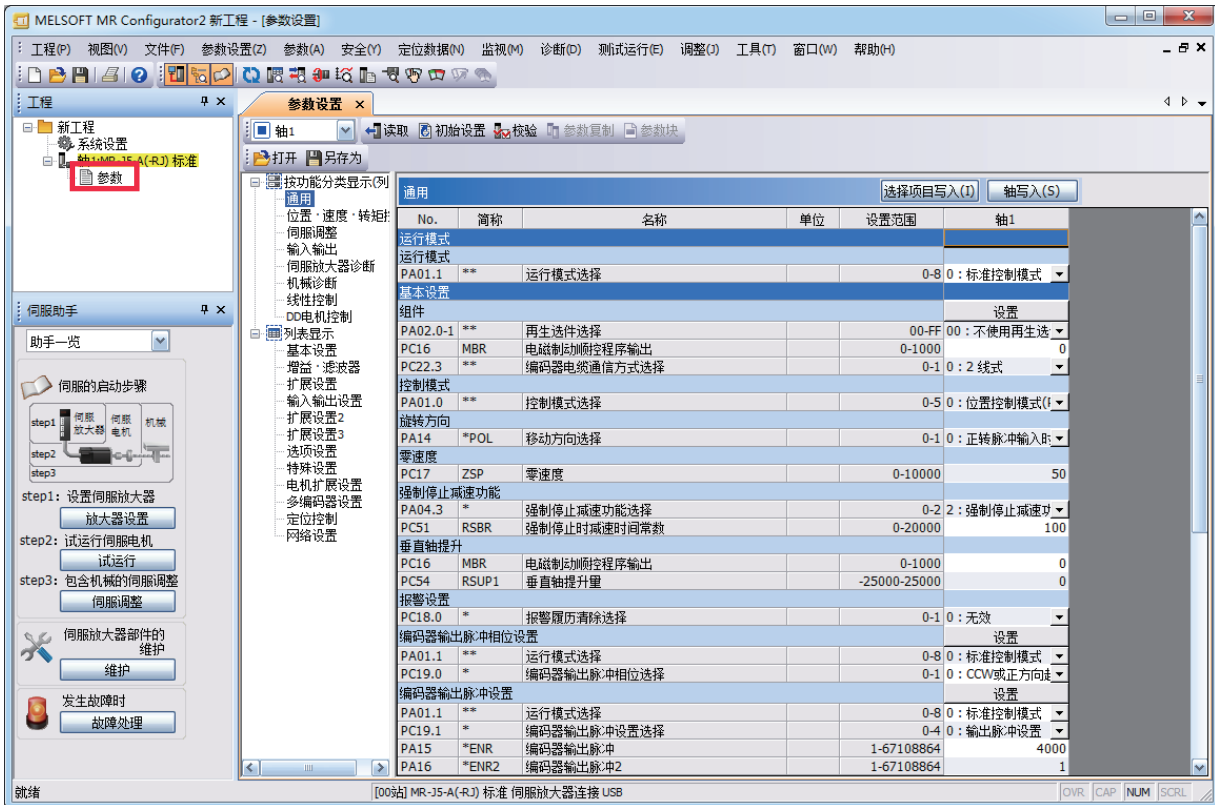 MELSOFT MR Configurator2 新工程 - [参数设置]
工程(P) 视图(V) 文件(F) 参数设置(Z) 参数(A) 安全(Y) 定位数据(N) 监视(M) 诊断(D) 测试运行(E) 调整(J) 工具(T) 窗口(W) 帮助(H)
工程
新工程
系统设置
轴1:MR-J5-A(-RJ) 标准
参数
伺服助手
助手一览
伺服的启动步骤
step1 伺服放大器 伺服电机 机械
step2
step3
step1: 设置伺服放大器
放大器设置
step2: 试运行伺服电机
试运行
step3: 包含机械的伺服调整
伺服调整
伺服放大器部件的
维护
维护
发生故障时
故障处理
参数设置
轴1 读取 初始设置 校验 参数复制 参数块
打开 另存为
按功能分类显示(列
通用
位置·速度·转矩
伺服调整
输入输出
伺服放大器诊断
机械诊断
线性控制
DD电机控制
列表显示
基本设置
增益·滤波器
扩展设置
输入输出设置
扩展设置2
扩展设置3
选项设置
特殊设置
电机扩展设置
多编码器设置
定位控制
网络设置
通用 选择项目写入(I) 轴写入(S)
No. 简称 名称 单位 设置范围 轴1
运行模式
运行模式
PA01.1 ** 运行模式选择 0-8 0：标准控制模式
基本设置
组件 设置
PA02.0-1 ** 再生选件选择 00-FF 00：不使用再生选
PC16 MBR 电磁制动顺控程序输出 0-1000 0
PC22.3 ** 编码器电缆通信方式选择 0-1 0：2 线式
控制模式
PA01.0 ** 控制模式选择 0-5 0：位置控制模式(
旋转方向
PA14 *POL 移动方向选择 0-1 0：正转脉冲输入
零速度
PC17 ZSP 零速度 0-10000 50
强制停止减速功能
PA04.3 * 强制停止减速功能选择 0-2 2：强制停止减速
PC51 RSBR 强制停止时减速时间常数 0-20000 100
垂直轴提升
PC16 MBR 电磁制动顺控程序输出 0-1000 0
PC54 RSUP1 垂直轴提升量 -25000-25000 0
报警设置
PC18.0 * 报警履历清除选择 0-1 0：无效
编码器输出脉冲相位设置 设置
PA01.1 ** 运行模式选择 0-8 0：标准控制模式
PC19.0 * 编码器输出脉冲相位选择 0-1 0：CCW或正方向
编码器输出脉冲设置 设置
PA01.1 ** 运行模式选择 0-8 0：标准控制模式
PC19.1 * 编码器输出脉冲设置选择 0-4 0：输出脉冲设置
PA15 *ENR 编码器输出脉冲 1-67108864 4000
PA16 *ENR2 编码器输出脉冲2 1-67108864 1
就绪 [00站] MR-J5-A(-RJ) 标准 伺服放大器连接 USB OVR CAP NUM SCRL